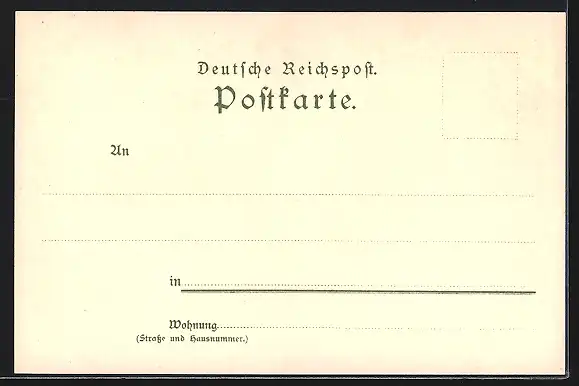 Deutſche Reichspoſt.
Poſtkarte.
An
in
Wohnung
(Straße und Hausnummer.)